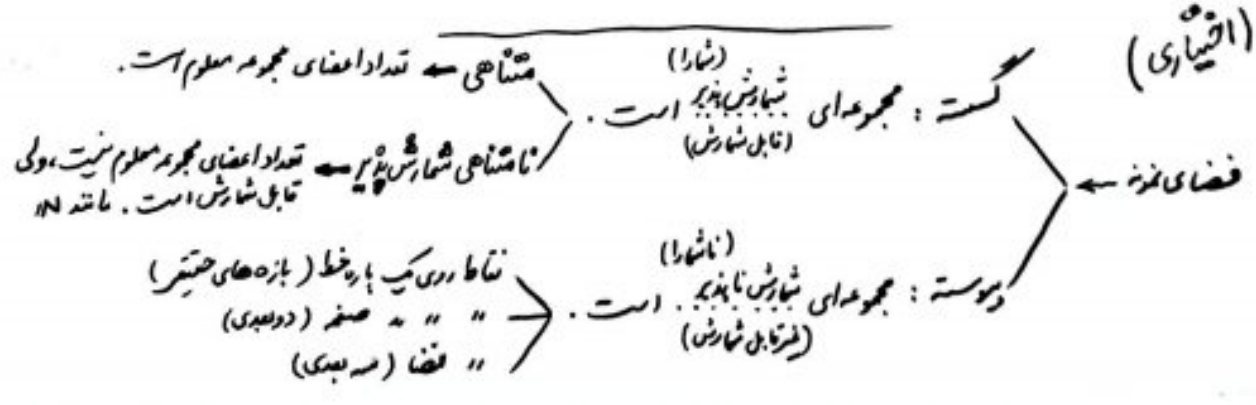 (اختیاری)
فضای نمونه ←
گسسته : مجموعه‌ای شمارش‌پذیر است .
(شمارا)
(قابل شمارش)
متناهی ← تعداد اعضای مجموعه معلوم است .
نامتناهی شمارش‌پذیر ← تعداد اعضای مجموعه معلوم نیست ، ولی
قابل شمارش است . مانند ℕ
پیوسته : مجموعه‌ای شمارش‌ناپذیر است .
(ناشمارا)
(غیرقابل شمارش)
نقاط روی یک پاره‌خط (بازه‌های حقیقی)
〃 〃 یک صفحه (دوبعدی)
〃 فضا (سه بعدی)